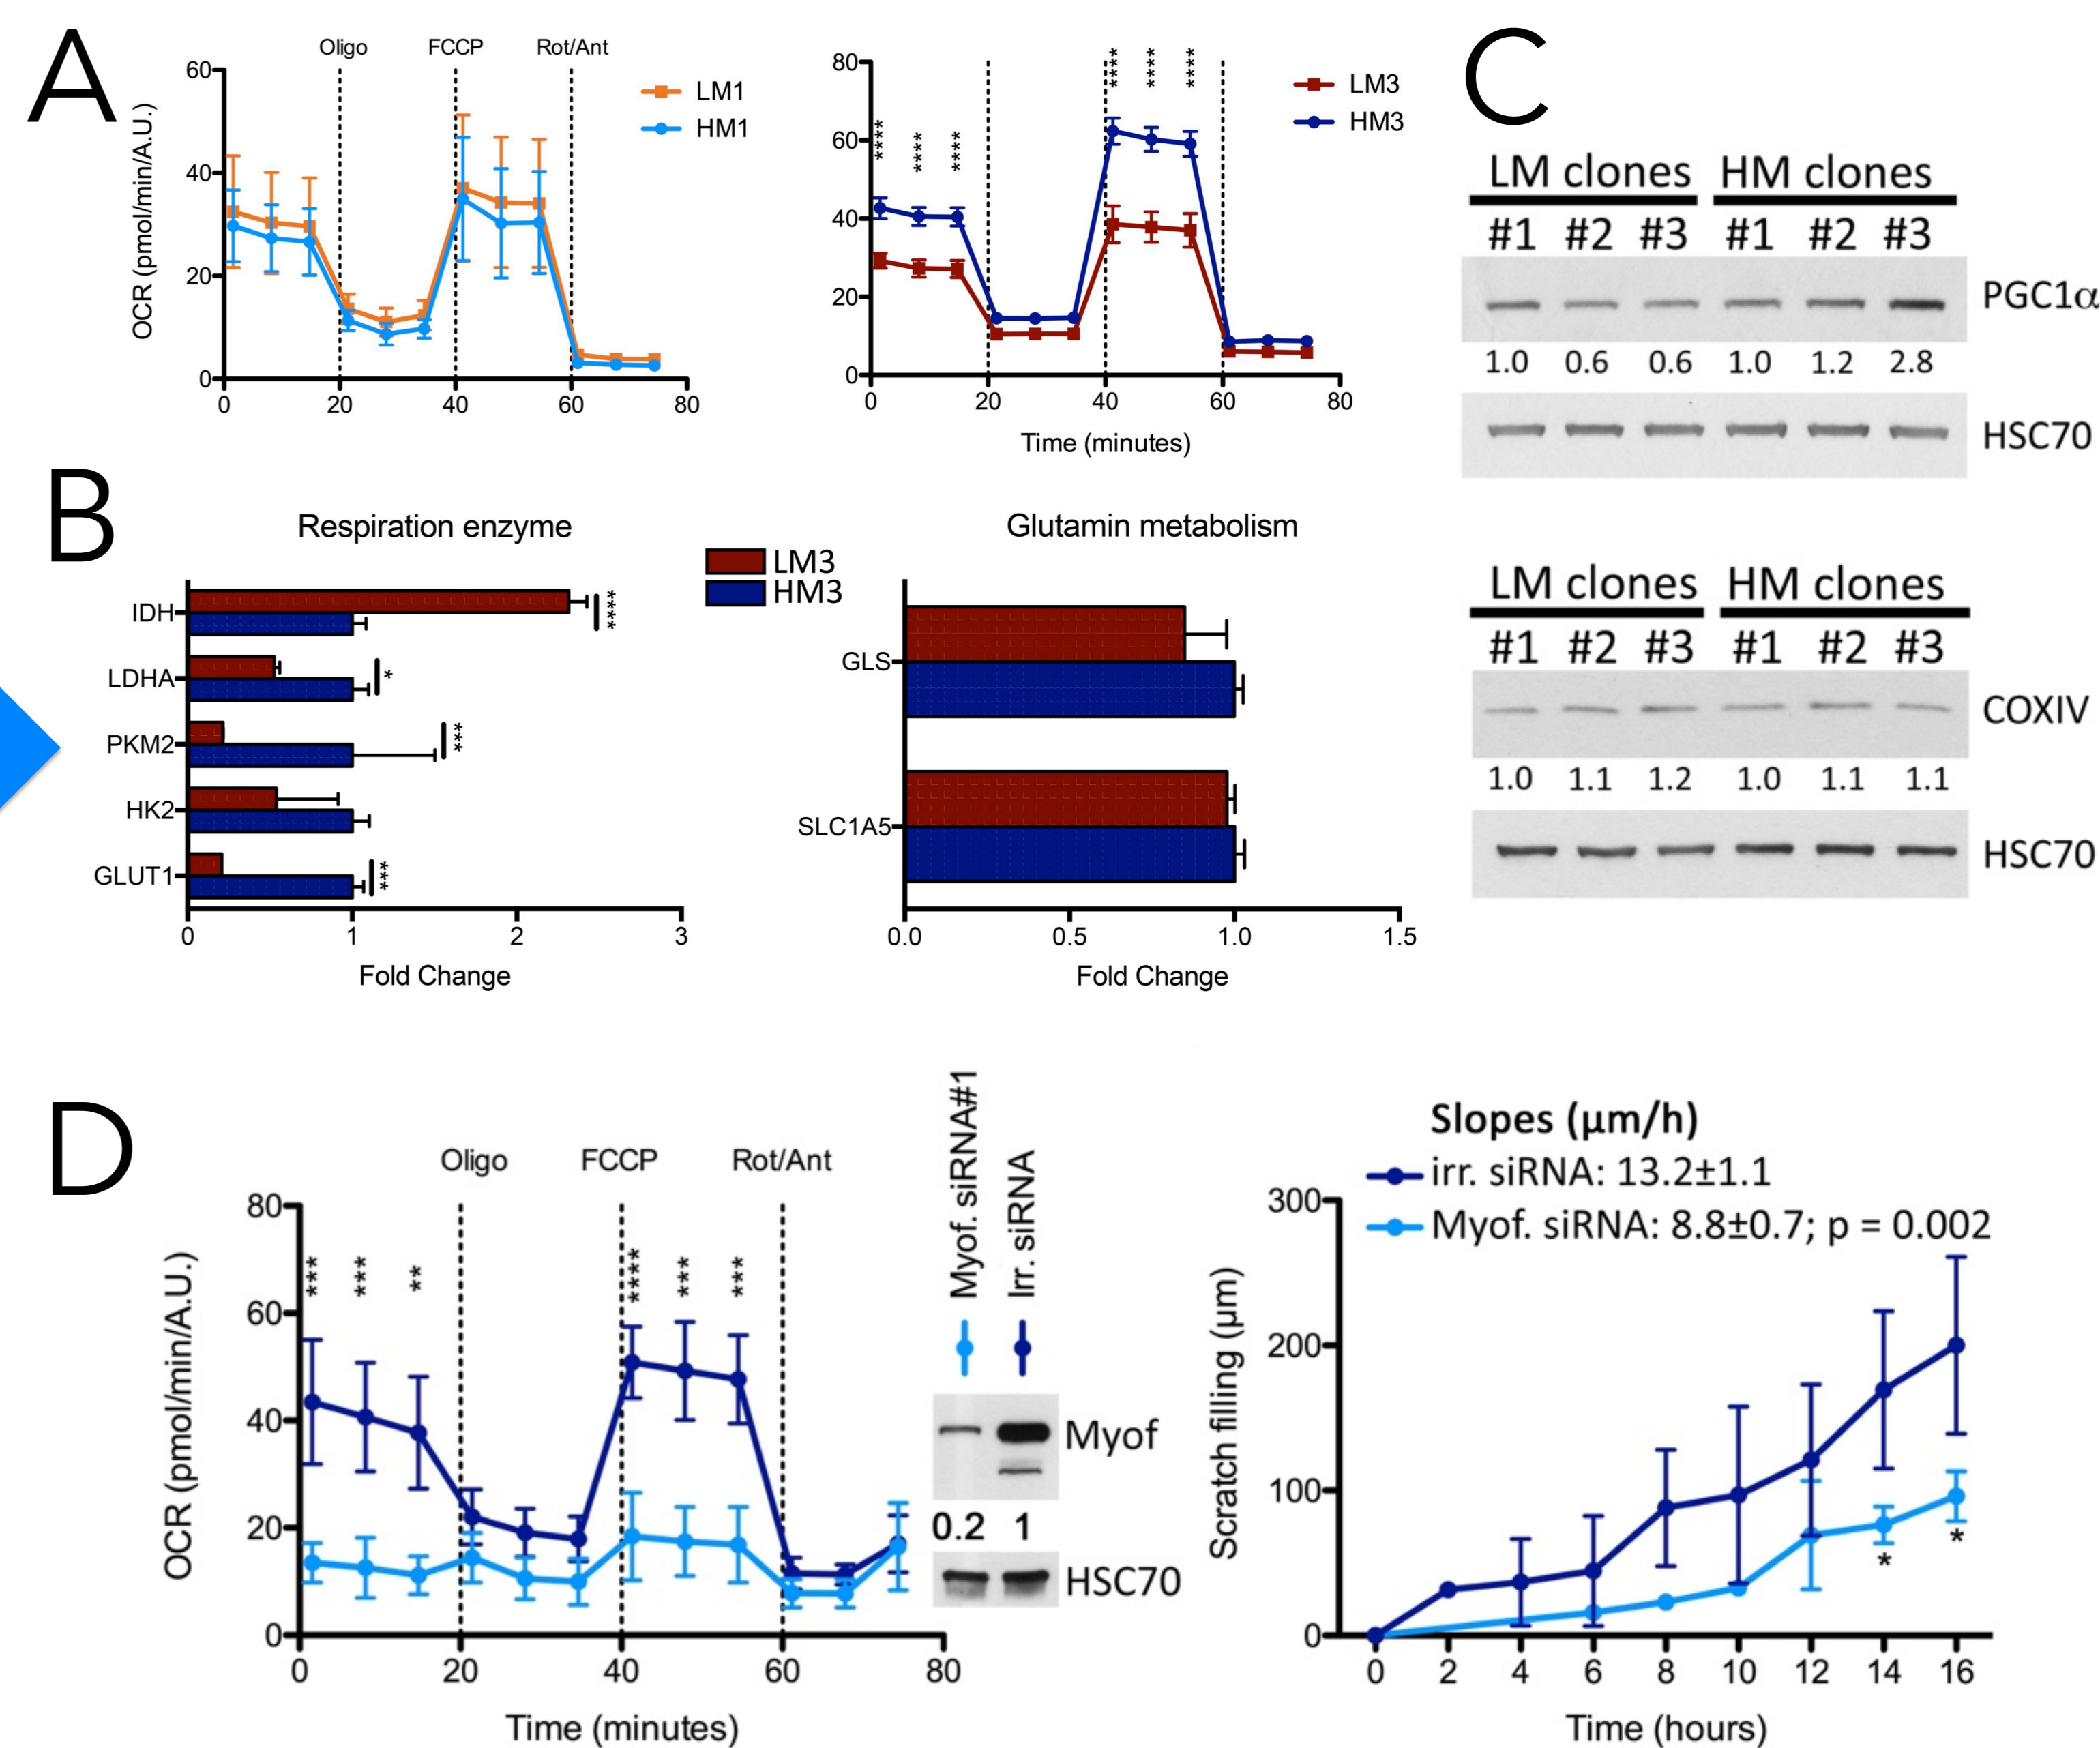 A
Oligo FCCP Rot/Ant
OCR (pmol/min/A.U.)
60
40
20
0
0 20 40 60 80
LM1
HM1
80
60
40
20
0
0 20 40 60 80
Time (minutes)
**** **** **** **** **** ****
LM3
HM3
C
LM clones HM clones
#1 #2 #3 #1 #2 #3
PGC1α
1.0 0.6 0.6 1.0 1.2 2.8
HSC70
LM clones HM clones
#1 #2 #3 #1 #2 #3
COXIV
1.0 1.1 1.2 1.0 1.1 1.1
HSC70
B
Respiration enzyme
LM3
HM3
IDH ****
LDHA *
PKM2 ***
HK2
GLUT1 ***
0 1 2 3
Fold Change
Glutamin metabolism
GLS
SLC1A5
0.0 0.5 1.0 1.5
Fold Change
D
Oligo FCCP Rot/Ant
OCR (pmol/min/A.U.)
80
60
40
20
0
*** *** ** **** *** ***
0 20 40 60 80
Time (minutes)
Myof. siRNA#1
Irr. siRNA
Myof
0.2 1
HSC70
Slopes (µm/h)
irr. siRNA: 13.2±1.1
Myof. siRNA: 8.8±0.7; p = 0.002
Scratch filling (µm)
300
200
100
0
* *
0 2 4 6 8 10 12 14 16
Time (hours)